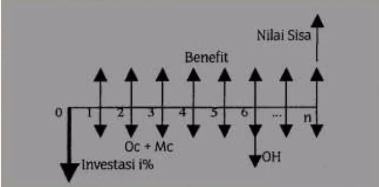 Nilai Sisa
Benefit
0 1 2 3 4 5 6 ... n
Oc + Mc
OH
Investasi i%